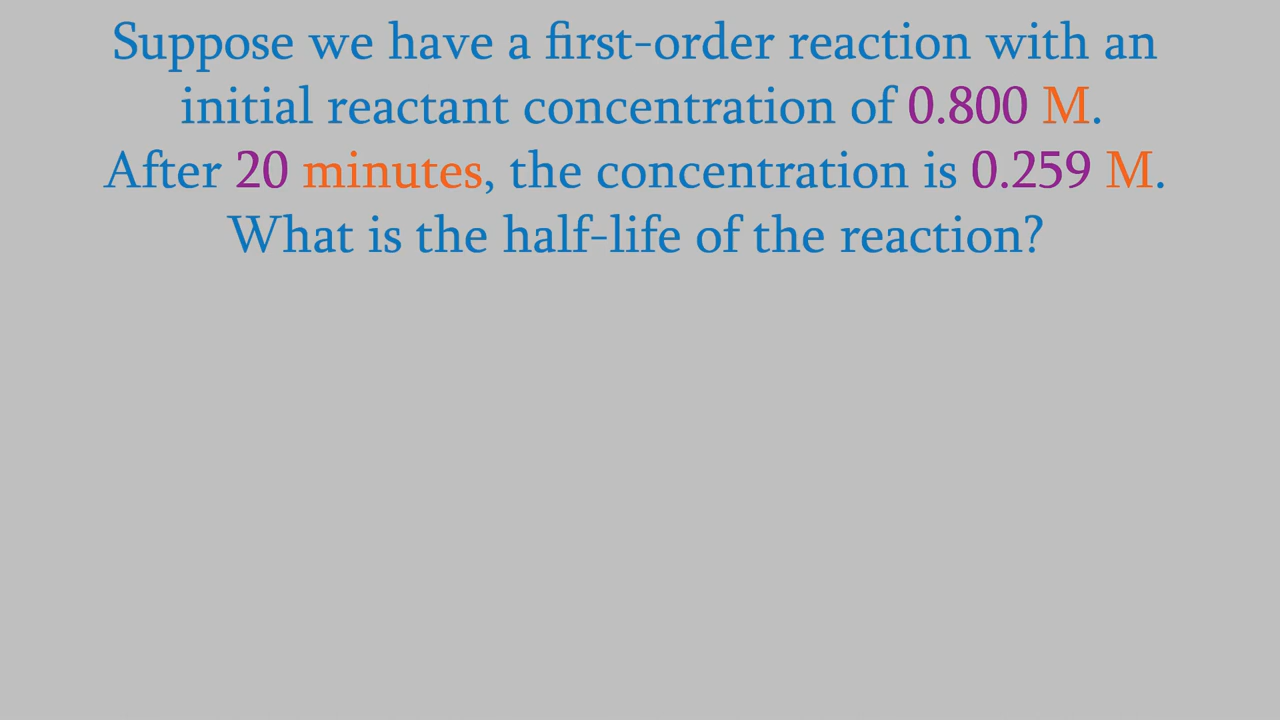 Suppose we have a first-order reaction with an
initial reactant concentration of 0.800 M.
After 20 minutes, the concentration is 0.259 M.
What is the half-life of the reaction?